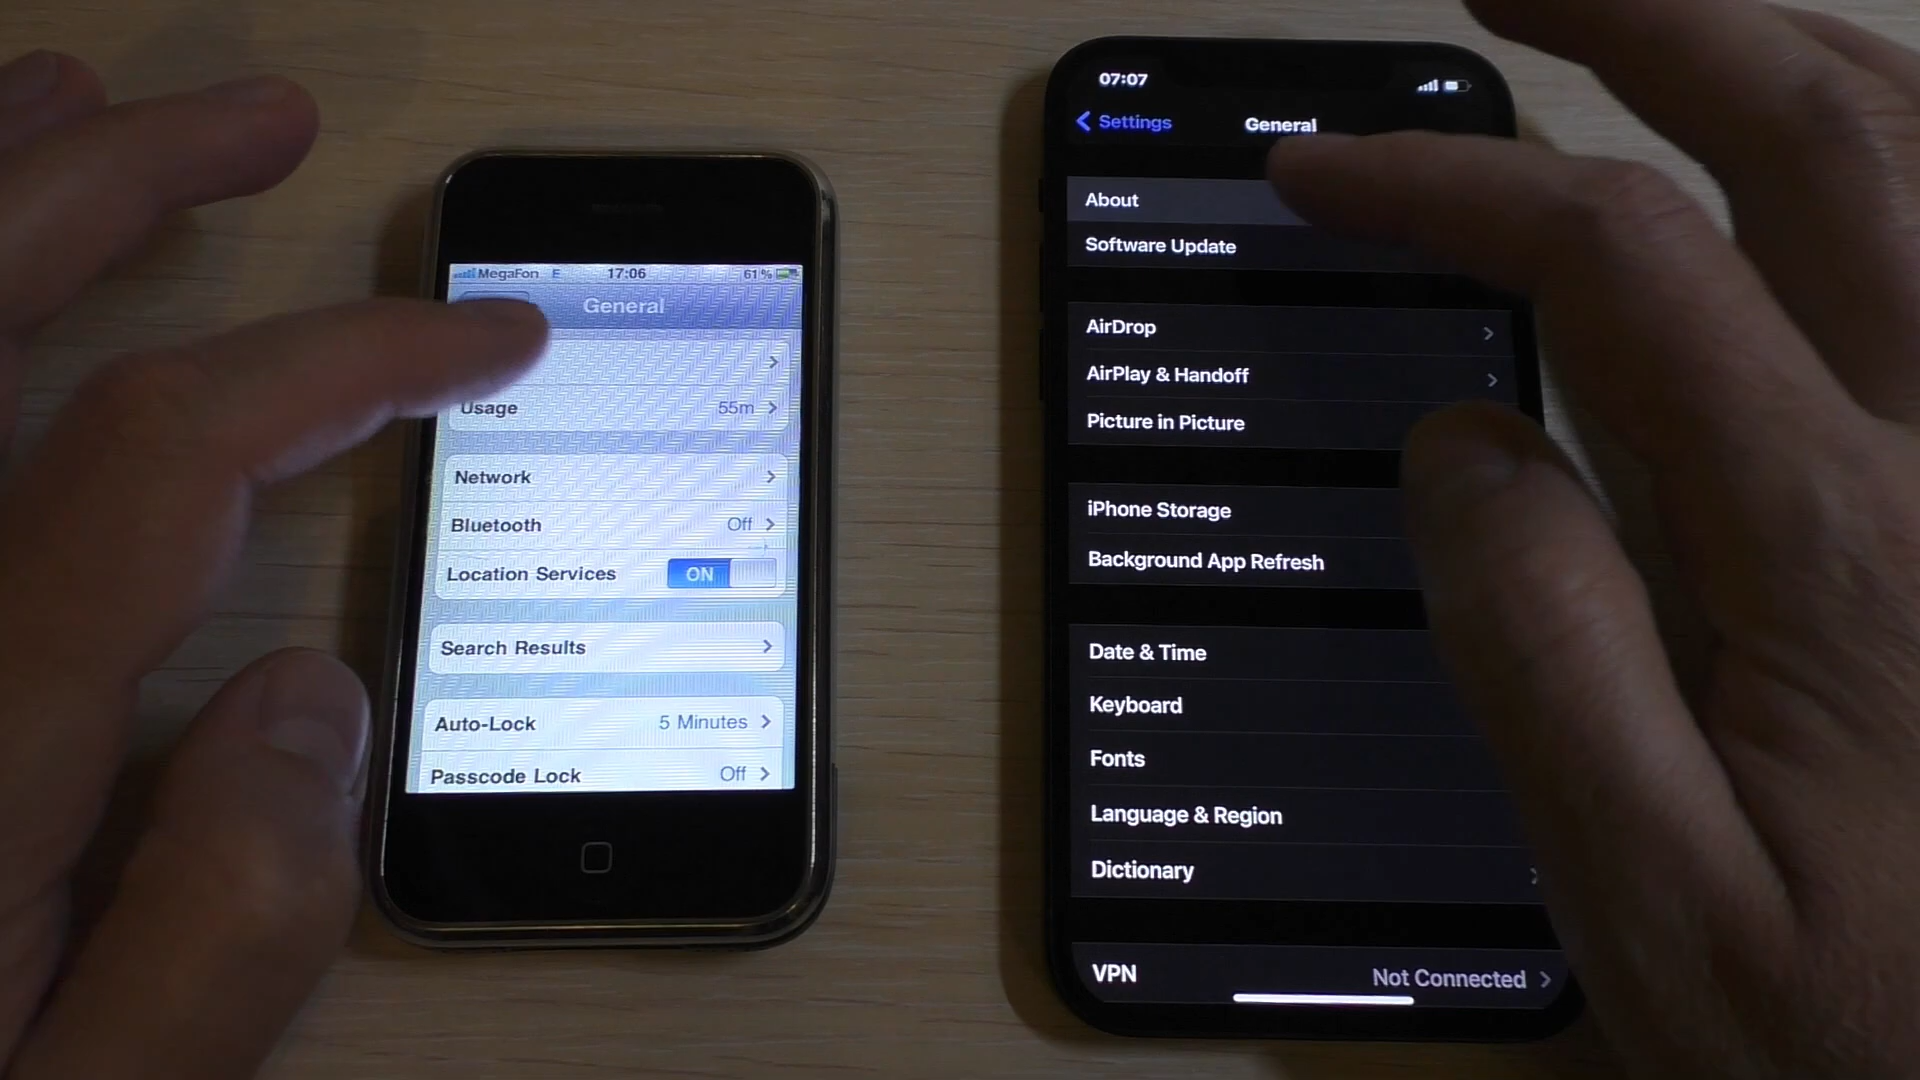 MegaFon E 17:06 61%
General
Usage 55m
Network
Bluetooth Off
Location Services ON
Search Results
Auto-Lock 5 Minutes
Passcode Lock Off
07:07
Settings General
About
Software Update
AirDrop
AirPlay & Handoff
Picture in Picture
iPhone Storage
Background App Refresh
Date & Time
Keyboard
Fonts
Language & Region
Dictionary
VPN Not Connected